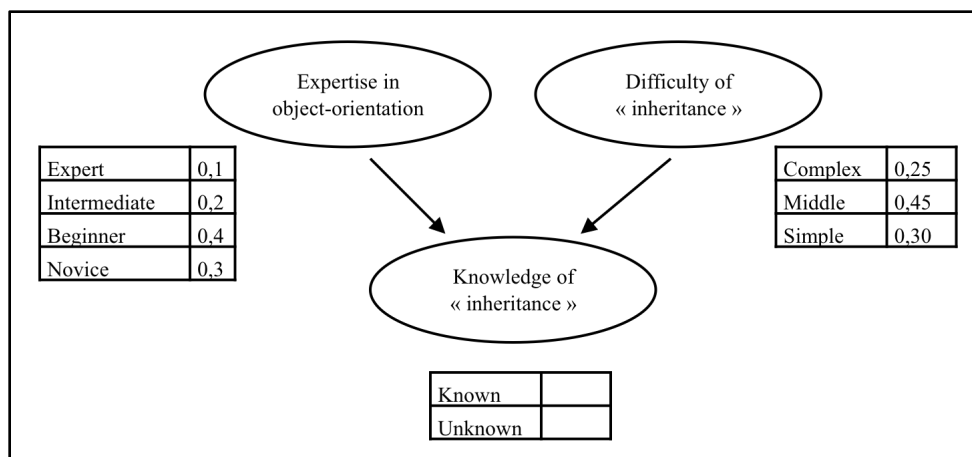 Expertise in
object-orientation
Difficulty of
« inheritance »
Expert 0,1
Intermediate 0,2
Beginner 0,4
Novice 0,3
Complex 0,25
Middle 0,45
Simple 0,30
Knowledge of
« inheritance »
Known
Unknown